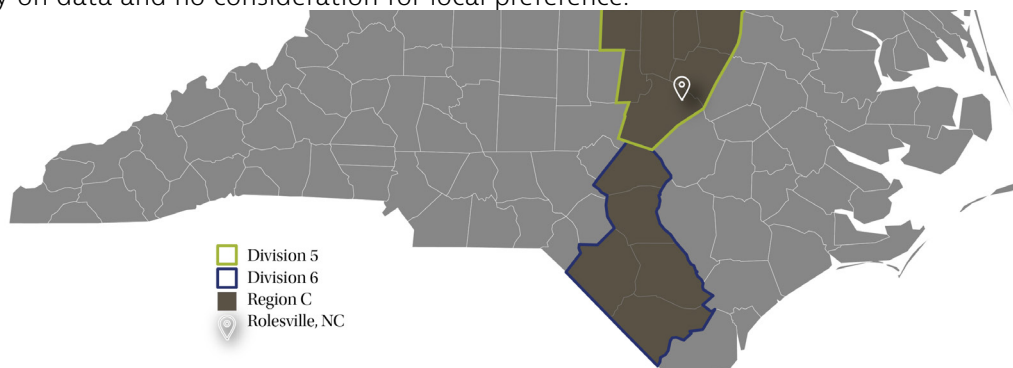 y on data and no consideration for local preference.
Division 5
Division 6
Region C
Rolesville, NC